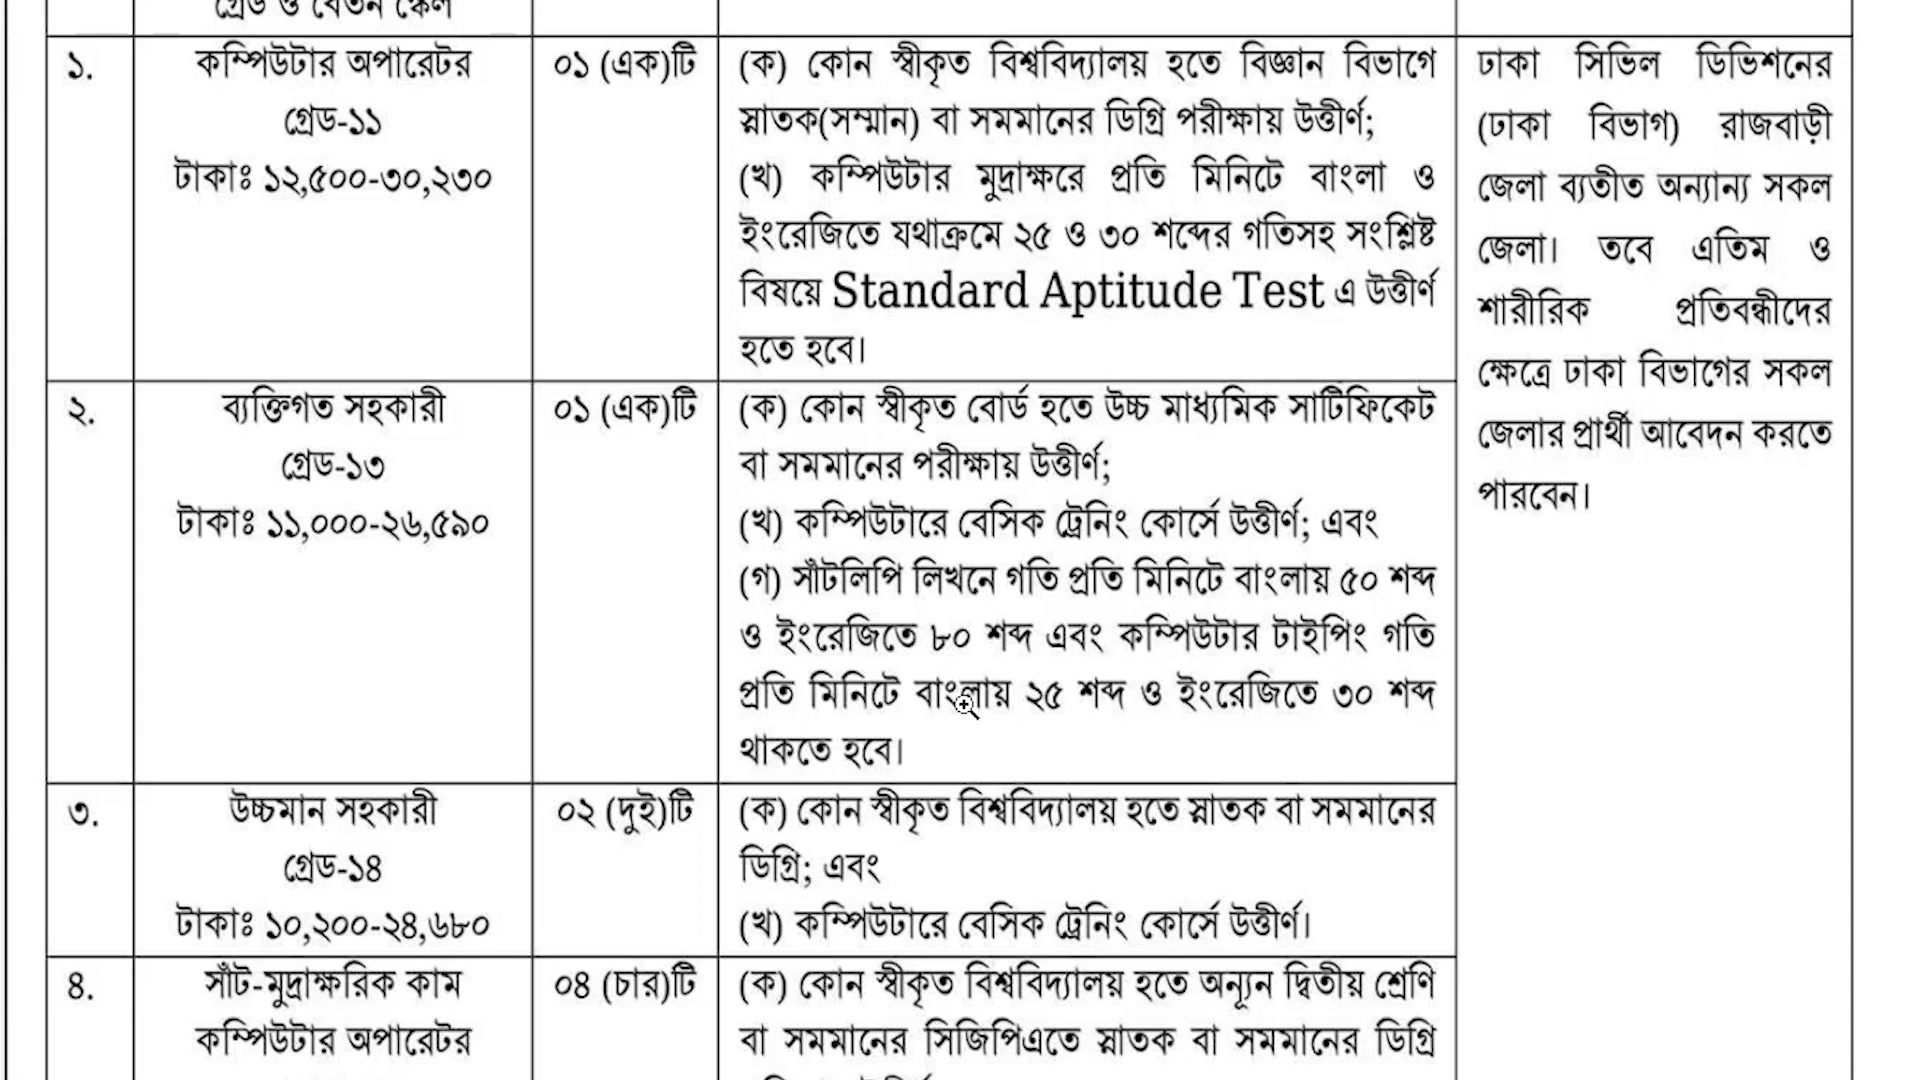 গ্রেড ও বেতন স্কেল
১.
কম্পিউটার অপারেটর
গ্রেড-১১
টাকাঃ ১২,৫০০-৩০,২৩০
০১ (এক)টি
(ক) কোন স্বীকৃত বিশ্ববিদ্যালয় হতে বিজ্ঞান বিভাগে
স্নাতক(সম্মান) বা সমমানের ডিগ্রি পরীক্ষায় উত্তীর্ণ;
(খ) কম্পিউটার মুদ্রাক্ষরে প্রতি মিনিটে বাংলা ও
ইংরেজিতে যথাক্রমে ২৫ ও ৩০ শব্দের গতিসহ সংশ্লিষ্ট
বিষয়ে Standard Aptitude Test এ উত্তীর্ণ
হতে হবে।
ঢাকা সিভিল ডিভিশনের
(ঢাকা বিভাগ) রাজবাড়ী
জেলা ব্যতীত অন্যান্য সকল
জেলা। তবে এতিম ও
শারীরিক প্রতিবন্ধীদের
ক্ষেত্রে ঢাকা বিভাগের সকল
জেলার প্রার্থী আবেদন করতে
পারবেন।
২.
ব্যক্তিগত সহকারী
গ্রেড-১৩
টাকাঃ ১১,০০০-২৬,৫৯০
০১ (এক)টি
(ক) কোন স্বীকৃত বোর্ড হতে উচ্চ মাধ্যমিক সার্টিফিকেট
বা সমমানের পরীক্ষায় উত্তীর্ণ;
(খ) কম্পিউটারে বেসিক ট্রেনিং কোর্সে উত্তীর্ণ; এবং
(গ) সাঁটলিপি লিখনে গতি প্রতি মিনিটে বাংলায় ৫০ শব্দ
ও ইংরেজিতে ৮০ শব্দ এবং কম্পিউটার টাইপিং গতি
প্রতি মিনিটে বাংলায় ২৫ শব্দ ও ইংরেজিতে ৩০ শব্দ
থাকতে হবে।
৩.
উচ্চমান সহকারী
গ্রেড-১৪
টাকাঃ ১০,২০০-২৪,৬৮০
০২ (দুই)টি
(ক) কোন স্বীকৃত বিশ্ববিদ্যালয় হতে স্নাতক বা সমমানের
ডিগ্রি; এবং
(খ) কম্পিউটারে বেসিক ট্রেনিং কোর্সে উত্তীর্ণ।
৪.
সাঁট-মুদ্রাক্ষরিক কাম
কম্পিউটার অপারেটর
০৪ (চার)টি
(ক) কোন স্বীকৃত বিশ্ববিদ্যালয় হতে অন্যূন দ্বিতীয় শ্রেণি
বা সমমানের সিজিপিএতে স্নাতক বা সমমানের ডিগ্রি